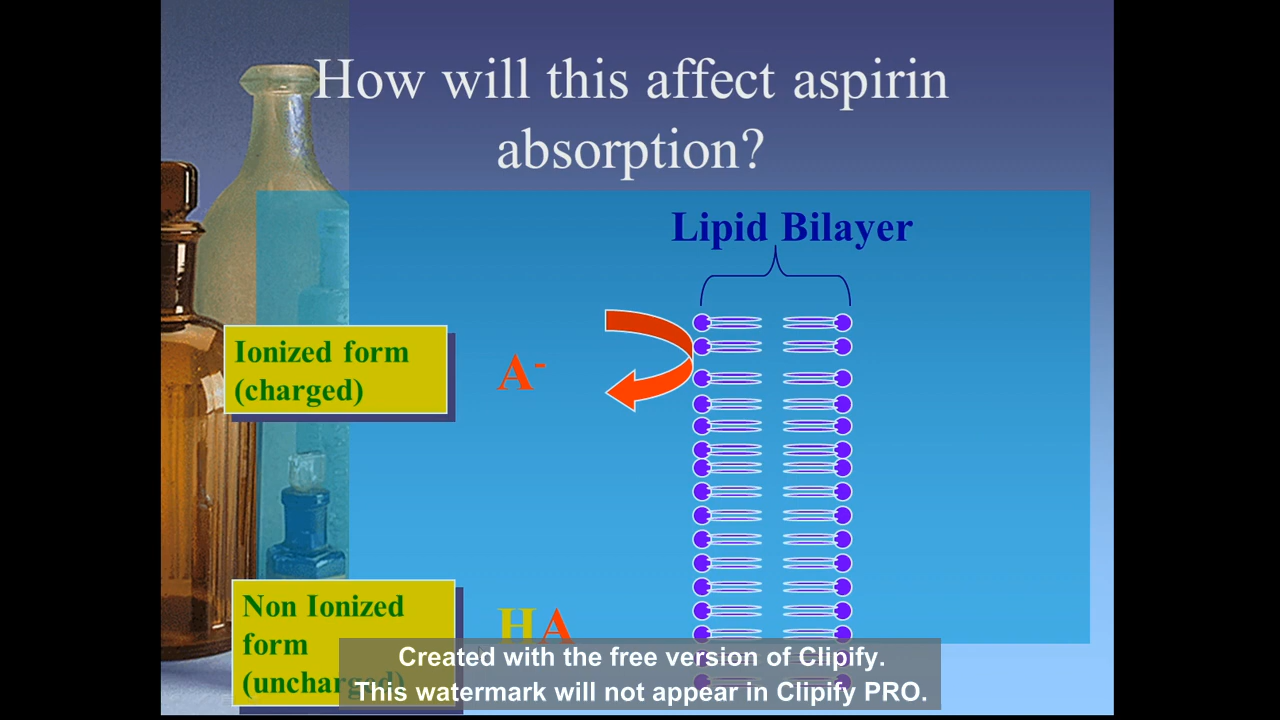 How will this affect aspirin
absorption?
Lipid Bilayer
Ionized form
(charged)
A-
Non Ionized
form
(uncharged)
HA
Created with the free version of Clipify.
This watermark will not appear in Clipify PRO.